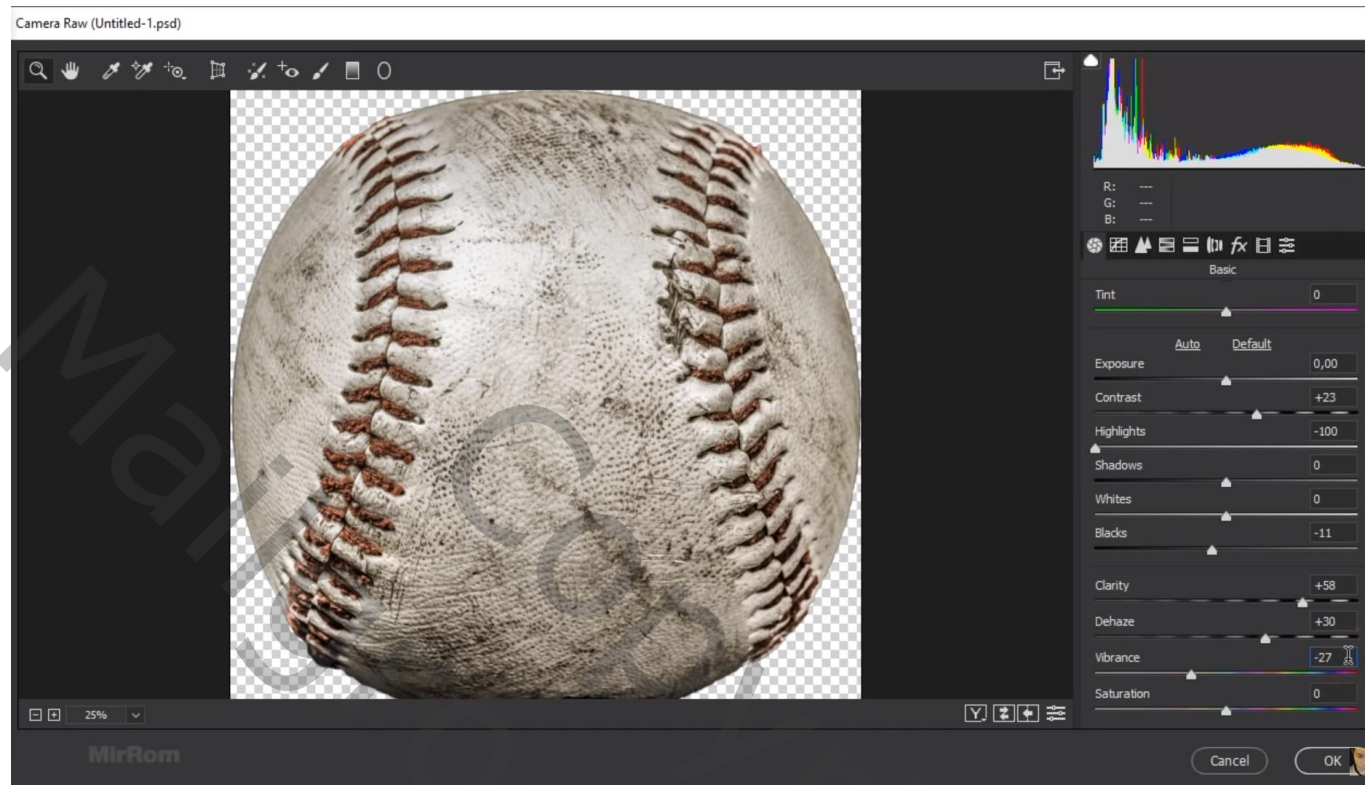 Camera Raw (Untitled-1.psd)
R: ---
G: ---
B: ---
fx
Basic
Tint 0
Auto Default
Exposure 0,00
Contrast +23
Highlights -100
Shadows 0
Whites 0
Blacks -11
Clarity +58
Dehaze +30
Vibrance -27
Saturation 0
25%
Y
MirRom
Cancel OK